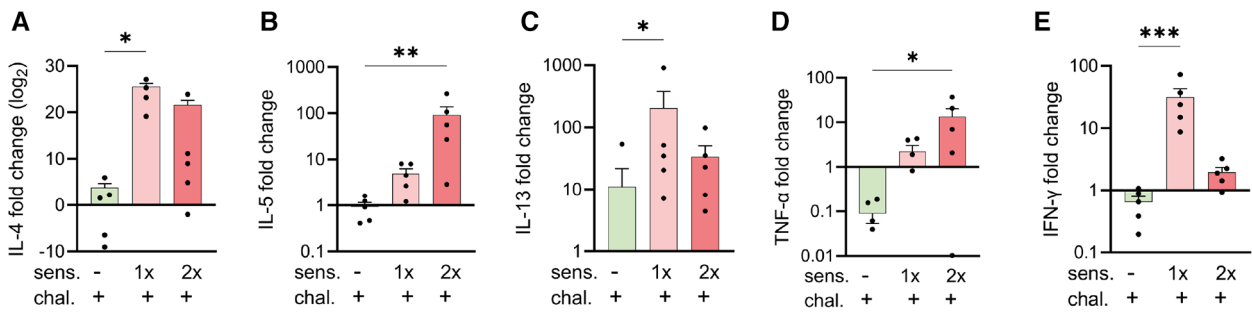 A
IL-4 fold change (log2)
*
30
20
10
0
-10
sens. - 1x 2x
chal. + + +
B
IL-5 fold change
**
1000
100
10
1
0.1
sens. - 1x 2x
chal. + + +
C
IL-13 fold change
*
1000
100
10
1
sens. - 1x 2x
chal. + + +
D
TNF-α fold change
*
100
10
1
0.1
0.01
sens. - 1x 2x
chal. + + +
E
IFN-γ fold change
***
100
10
1
0.1
sens. - 1x 2x
chal. + + +